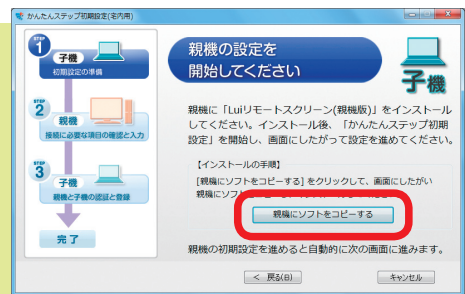 かんたんステップ初期設定(宅内用)
STEP
1
子機
初期設定の準備
STEP
2
親機
接続に必要な項目の確認と入力
STEP
3
子機
親機と子機の認証と登録
完了
親機の設定を
開始してください
子機
親機に「Luiリモートスクリーン(親機版)」をインストール
してください。インストール後、「かんたんステップ初期
設定」を開始し、画面にしたがって設定を進めてください。
【インストールの手順】
[親機にソフトをコピーする]をクリックして、画面にしたがい
親機にソフト
親機にソフトをコピーする
親機の初期設定を進めると自動的に次の画面に進みます。
< 戻る(B)
キャンセル